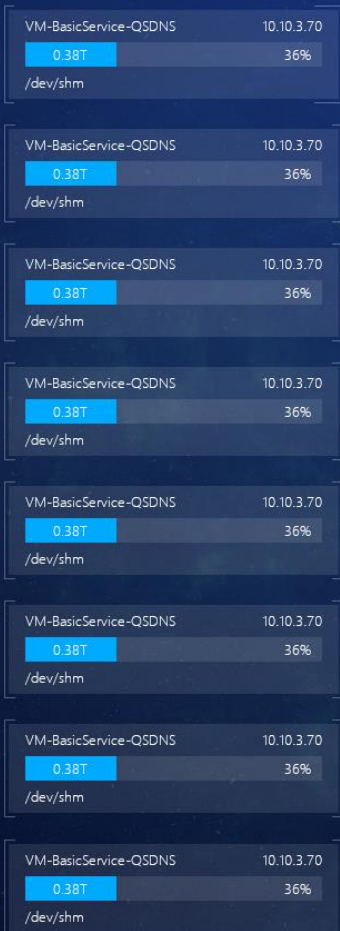 VM-BasicService-QSDNS 10.10.3.70
0.38T 36%
/dev/shm
VM-BasicService-QSDNS 10.10.3.70
0.38T 36%
/dev/shm
VM-BasicService-QSDNS 10.10.3.70
0.38T 36%
/dev/shm
VM-BasicService-QSDNS 10.10.3.70
0.38T 36%
/dev/shm
VM-BasicService-QSDNS 10.10.3.70
0.38T 36%
/dev/shm
VM-BasicService-QSDNS 10.10.3.70
0.38T 36%
/dev/shm
VM-BasicService-QSDNS 10.10.3.70
0.38T 36%
/dev/shm
VM-BasicService-QSDNS 10.10.3.70
0.38T 36%
/dev/shm